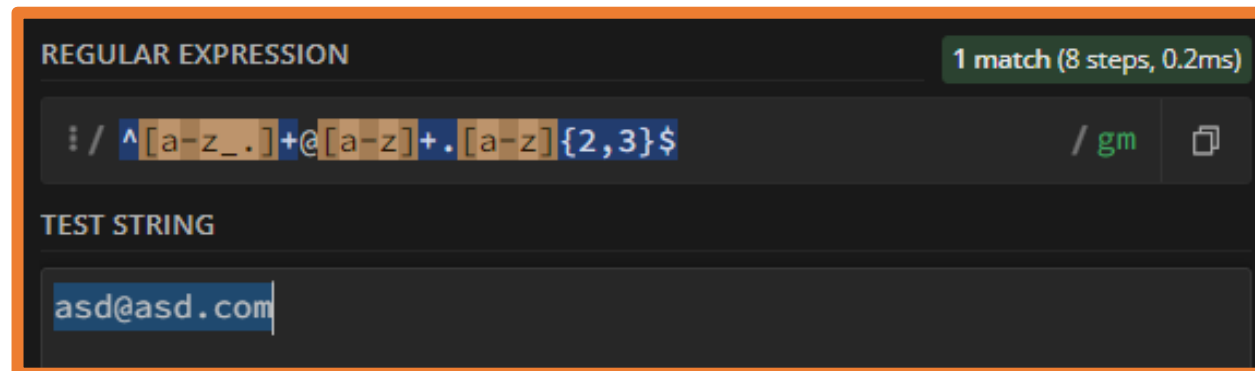 REGULAR EXPRESSION 1 match (8 steps, 0.2ms)
/ ^[a-z_.]+@[a-z]+.[a-z]{2,3}$ / gm
TEST STRING
asd@asd.com